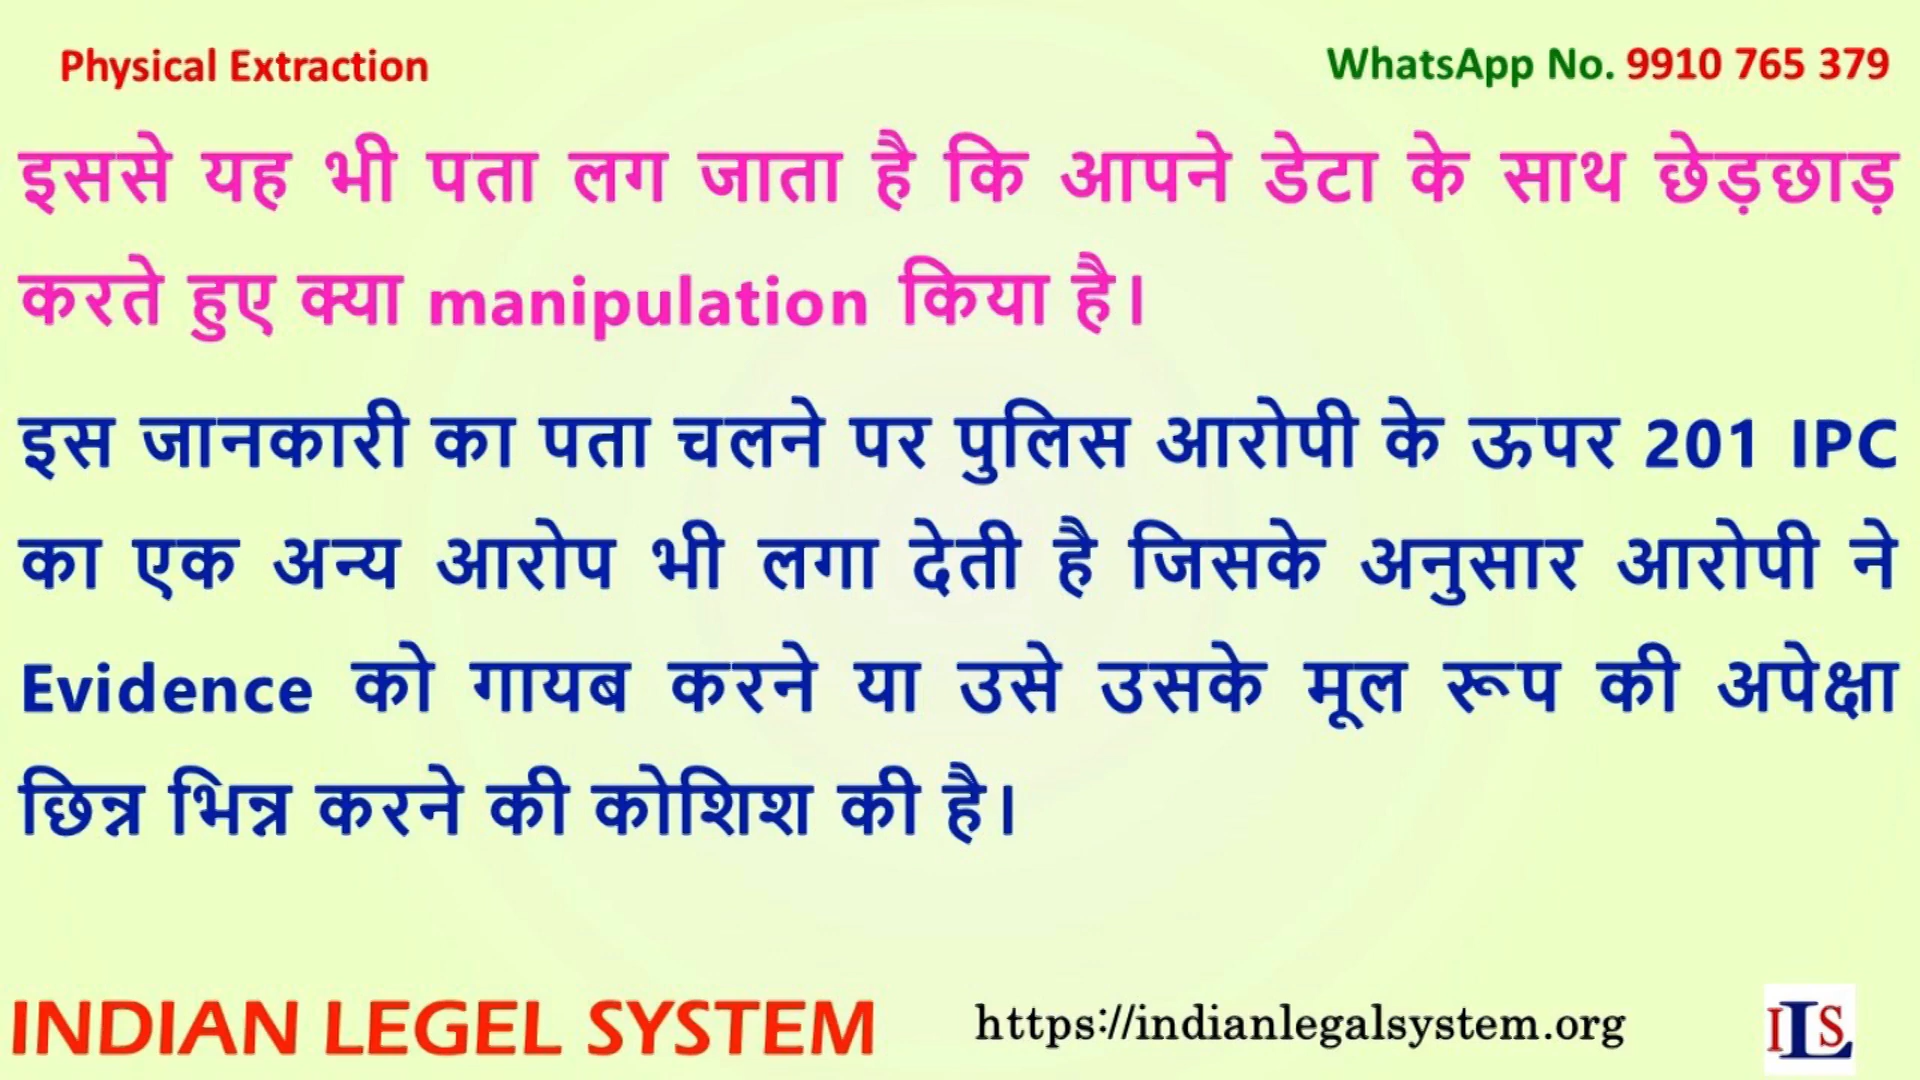 Physical Extraction
WhatsApp No. 9910 765 379
इससे यह भी पता लग जाता है कि आपने डेटा के साथ छेड़छाड़
करते हुए क्या manipulation किया है।
इस जानकारी का पता चलने पर पुलिस आरोपी के ऊपर 201 IPC
का एक अन्य आरोप भी लगा देती है जिसके अनुसार आरोपी ने
Evidence को गायब करने या उसे उसके मूल रूप की अपेक्षा
छिन्न भिन्न करने की कोशिश की है।
INDIAN LEGEL SYSTEM
https://indianlegalsystem.org
ILS